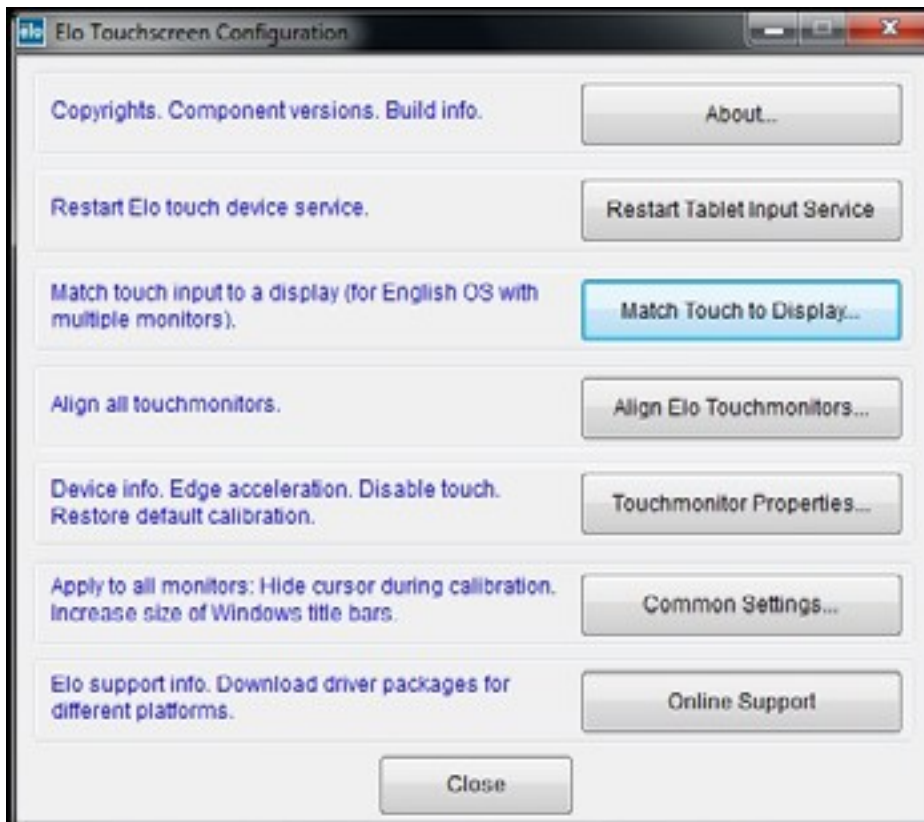 elo Elo Touchscreen Configuration
Copyrights. Component versions. Build info.
About...
Restart Elo touch device service.
Restart Tablet Input Service
Match touch input to a display (for English OS with
multiple monitors).
Match Touch to Display...
Align all touchmonitors.
Align Elo Touchmonitors...
Device info. Edge acceleration. Disable touch.
Restore default calibration.
Touchmonitor Properties...
Apply to all monitors: Hide cursor during calibration.
Increase size of Windows title bars.
Common Settings...
Elo support info. Download driver packages for
different platforms.
Online Support
Close